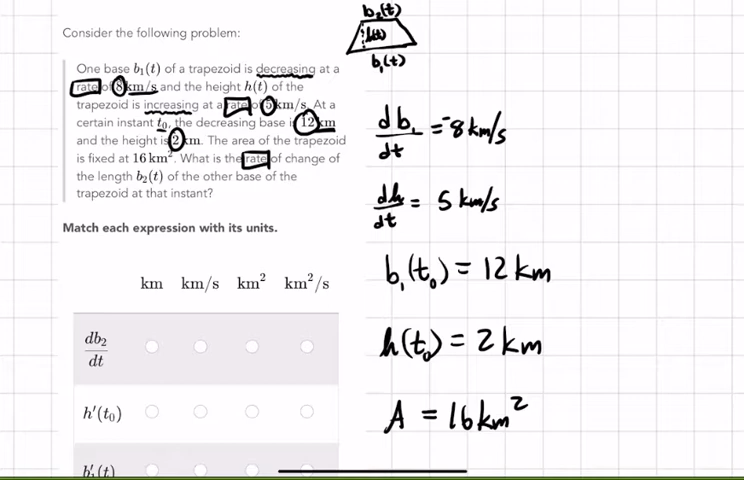 Consider the following problem:
One base b₁(t) of a trapezoid is decreasing at a
rate of 8 km/s and the height h(t) of the
trapezoid is increasing at a rate of 5 km/s. At a
certain instant t₀, the decreasing base is 12 km
and the height is 2 km. The area of the trapezoid
is fixed at 16 km². What is the rate of change of
the length b₂(t) of the other base of the
trapezoid at that instant?
Match each expression with its units.
km km/s km² km²/s
db₂/dt
h'(t₀)
b₁'(t)
b₂(t)
h(t)
b₁(t)
db₁/dt = -8 km/s
dh/dt = 5 km/s
b₁(t₀) = 12 km
h(t₀) = 2 km
A = 16 km²